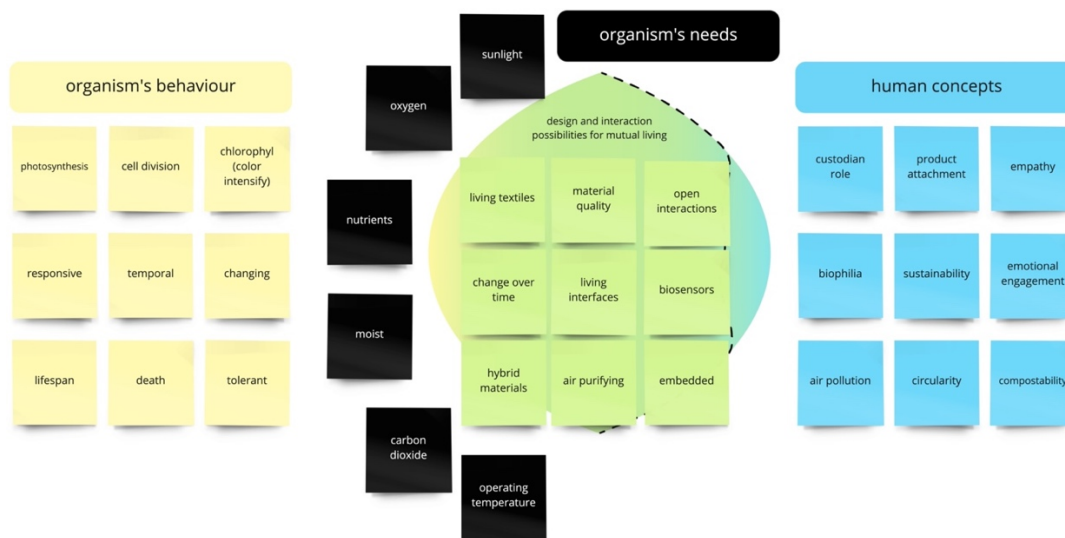 organism's needs
sunlight
organism's behaviour
human concepts
oxygen
design and interaction
possibilities for mutual living
photosynthesis
cell division
chlorophyl
(color
intensify)
living textiles
material
quality
open
interactions
custodian
role
product
attachment
empathy
nutrients
responsive
temporal
changing
change over
time
living
interfaces
biosensors
biophilia
sustainability
emotional
engagement
moist
lifespan
death
tolerant
hybrid
materials
air purifying
embedded
air pollution
circularity
compostability
carbon
dioxide
operating
temperature